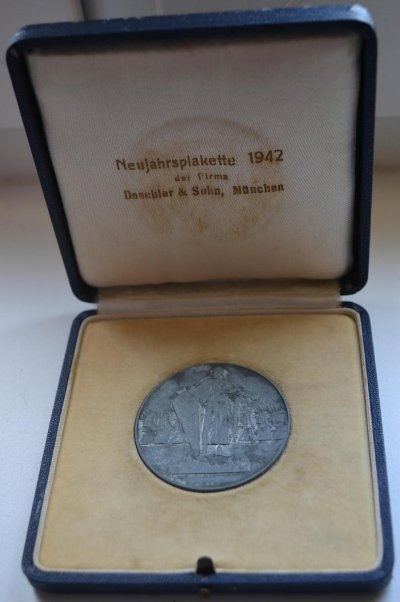 Neujahrsplakette 1942
der Firma
Deschler & Sohn, München